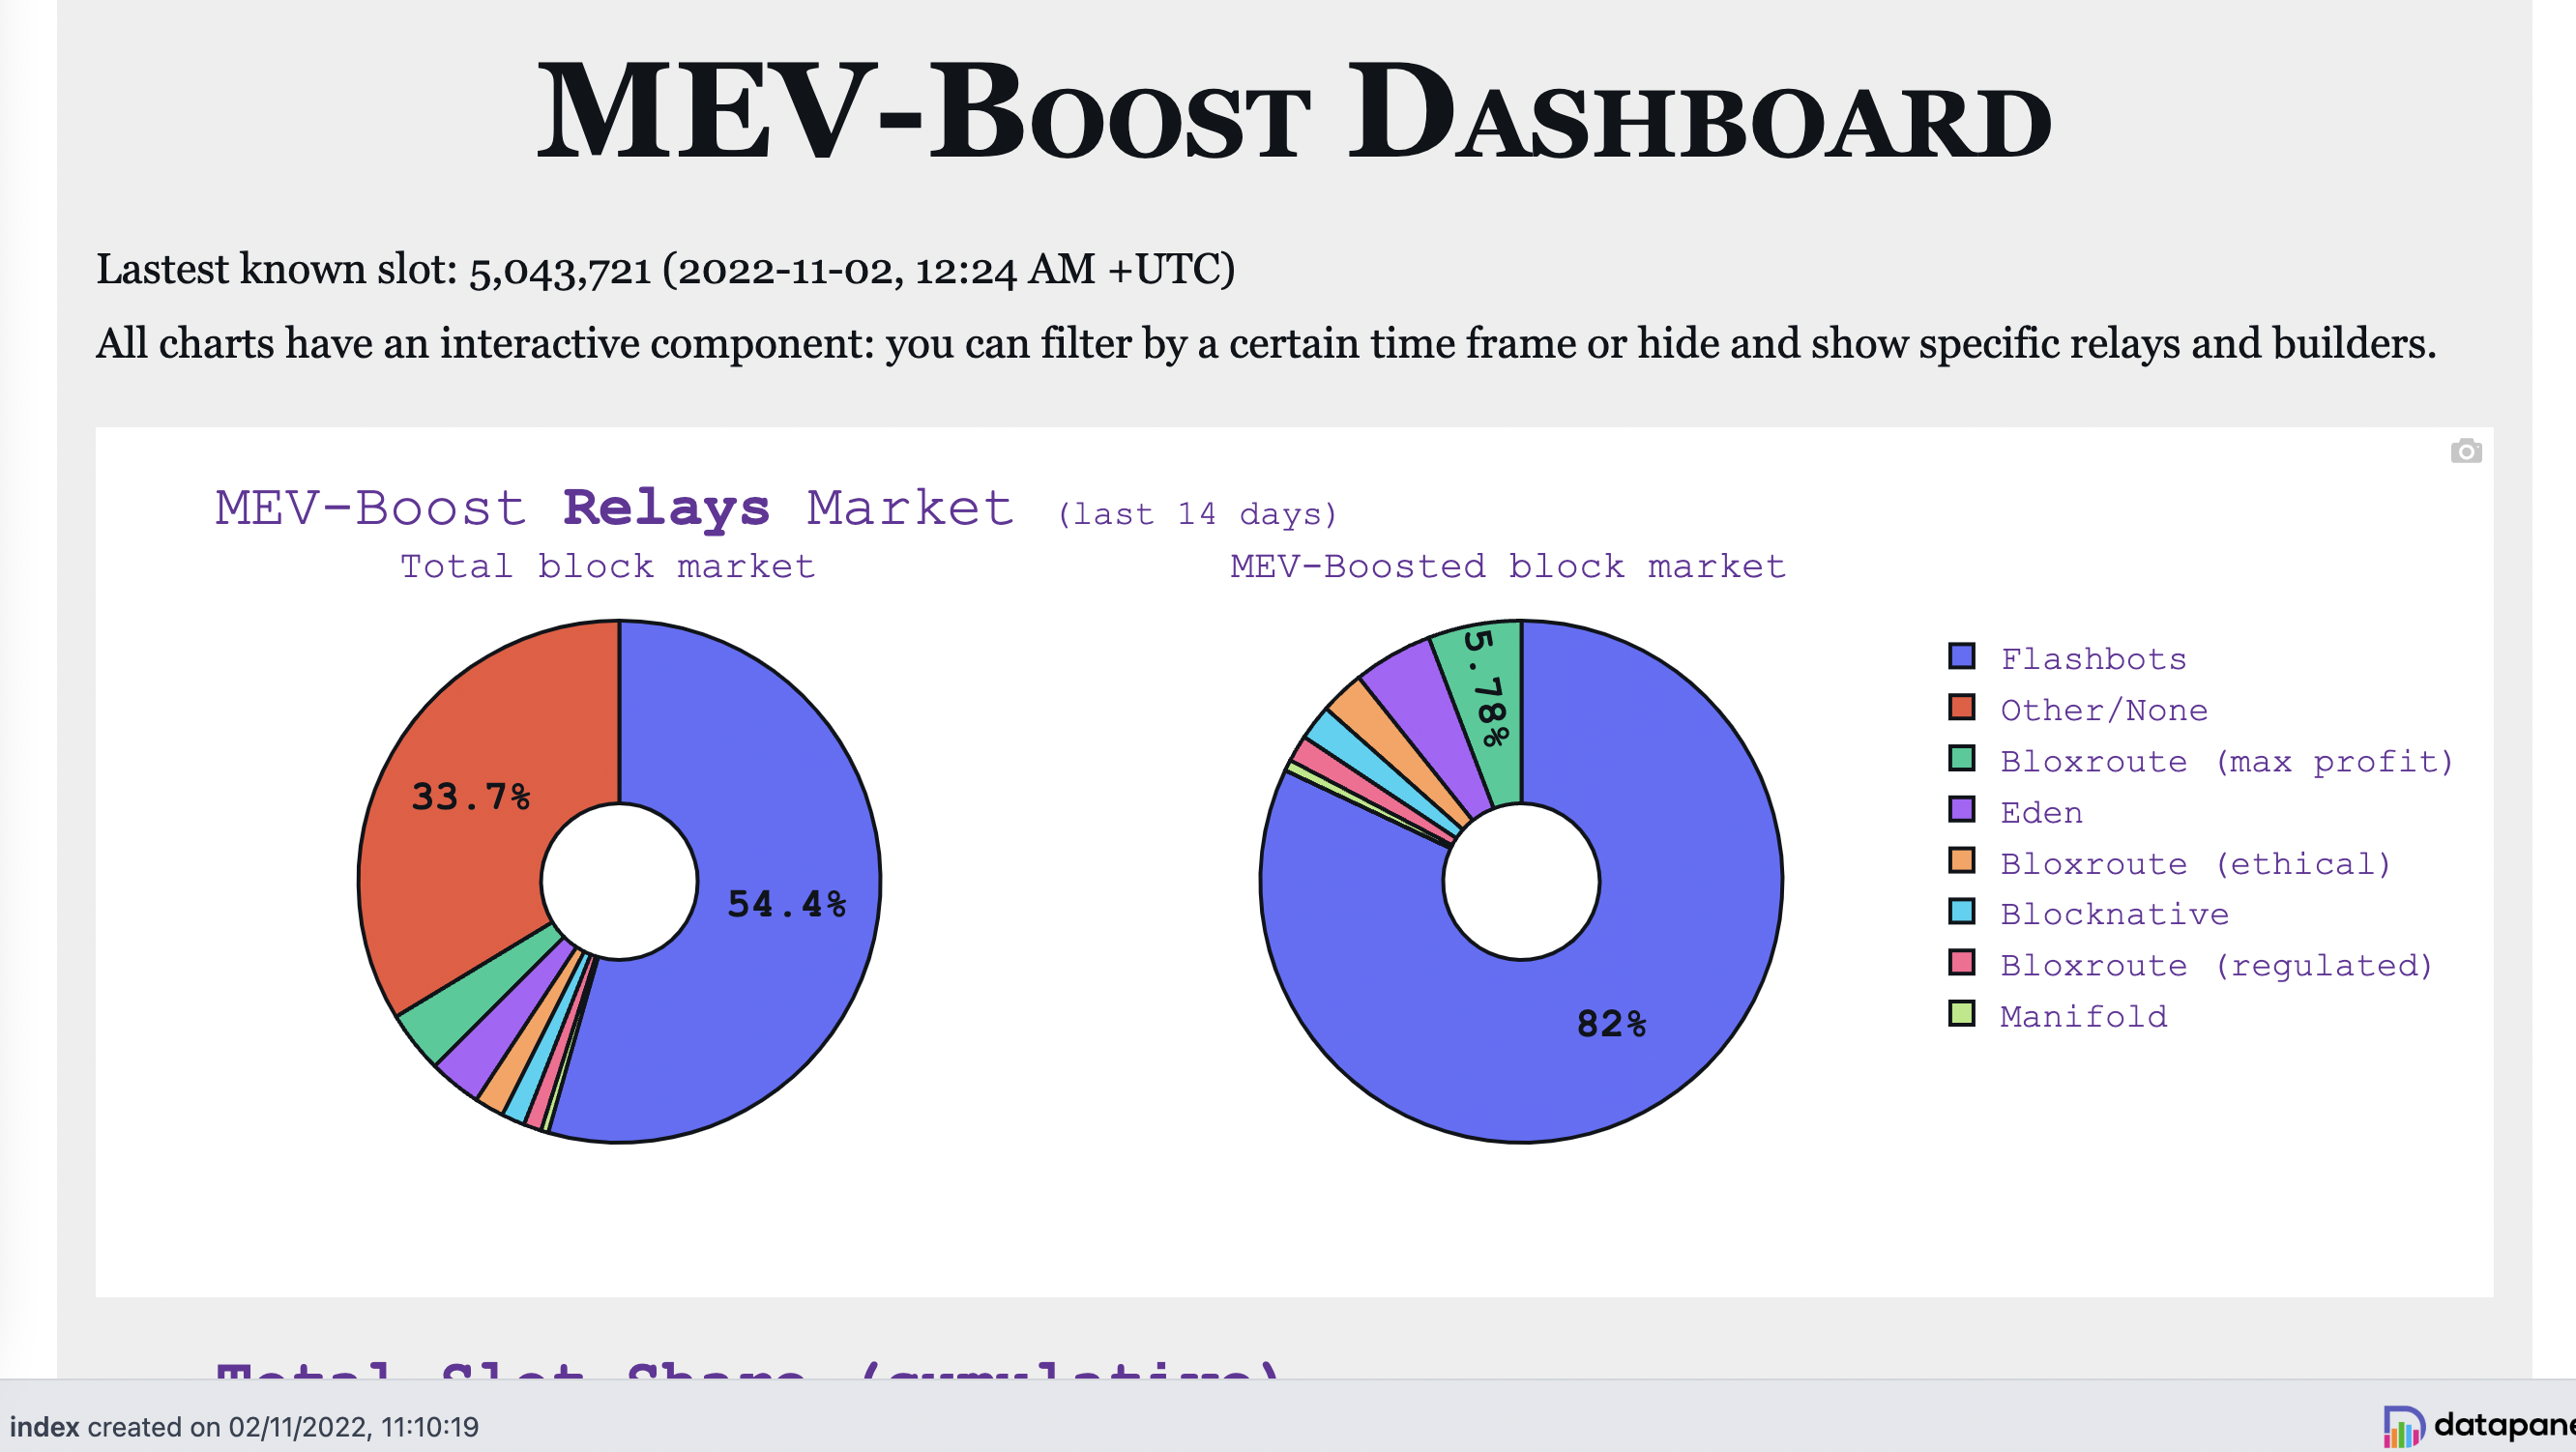 MEV-Boost Dashboard
Lastest known slot: 5,043,721 (2022-11-02, 12:24 AM +UTC)
All charts have an interactive component: you can filter by a certain time frame or hide and show specific relays and builders.
MEV-Boost Relays Market (last 14 days)
Total block market
MEV-Boosted block market
33.7%
54.4%
5.78%
82%
Flashbots
Other/None
Bloxroute (max profit)
Eden
Bloxroute (ethical)
Blocknative
Bloxroute (regulated)
Manifold
Total Slot Share (cumulative)
index created on 02/11/2022, 11:10:19
datapane